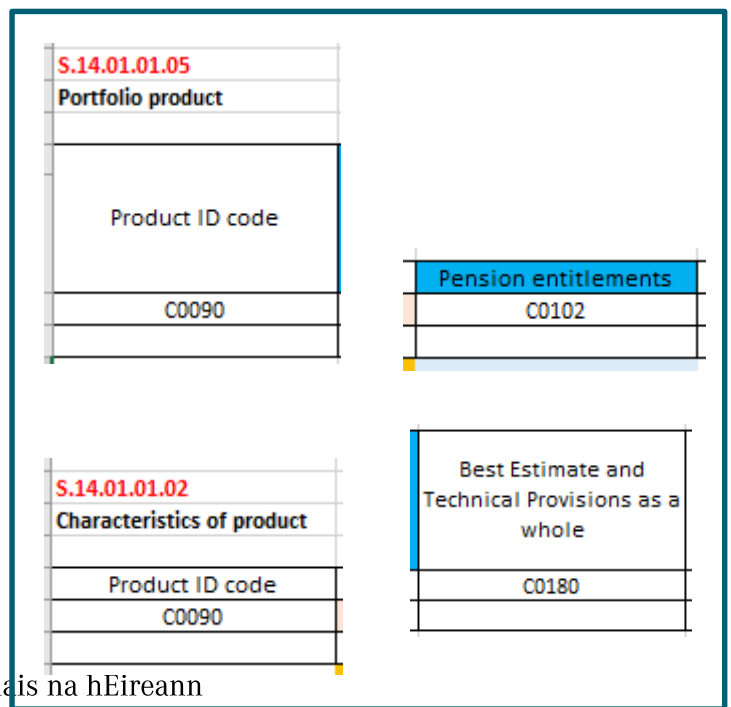 S.14.01.01.05
Portfolio product
Product ID code
C0090
Pension entitlements
C0102
S.14.01.01.02
Characteristics of product
Product ID code
C0090
Best Estimate and
Technical Provisions as a
whole
C0180
na hEireann